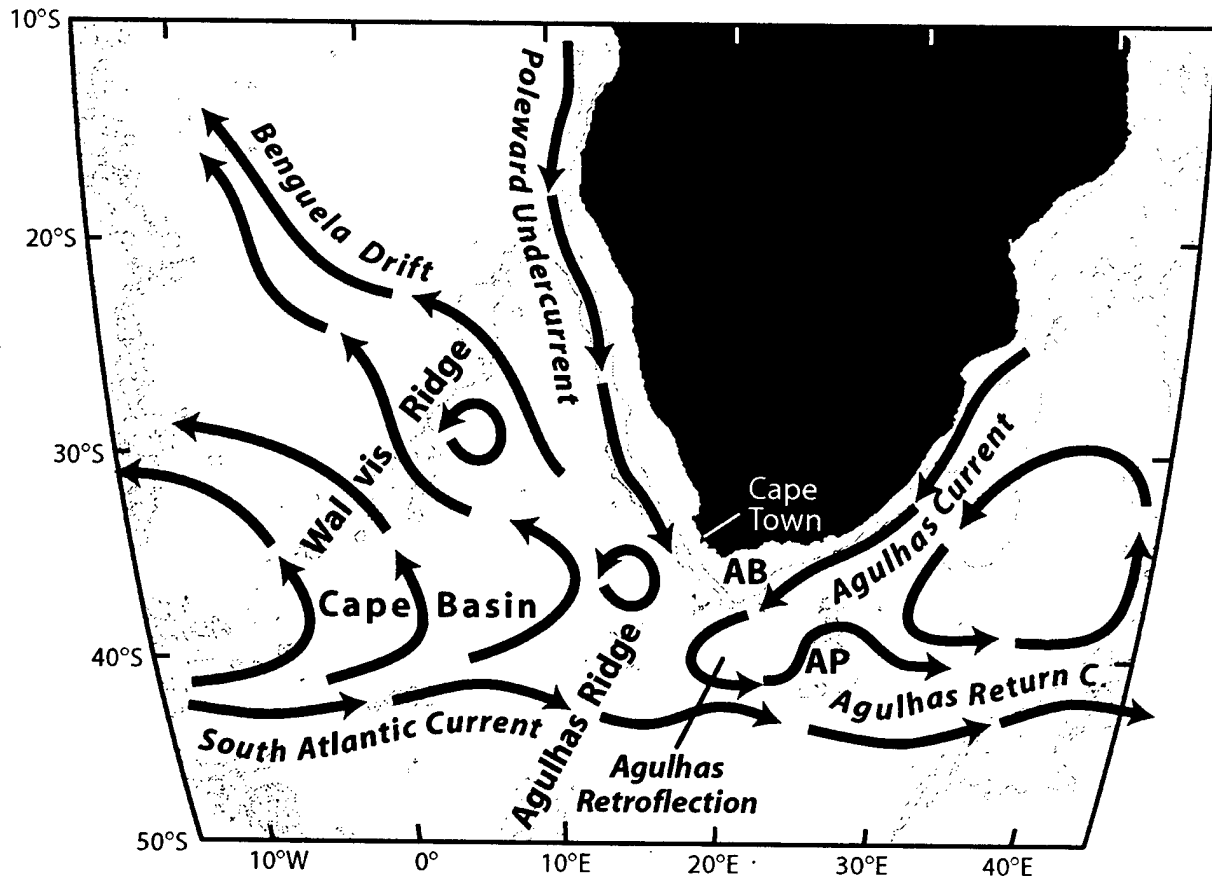 10°S
Poleward Undercurrent
Benguela Drift
20°S
Walvis Ridge
30°S
Agulhas Current
Cape
Town
AB
Cape Basin
40°S
AP
Agulhas Return C.
South Atlantic Current
Agulhas Ridge
Agulhas
Retroflection
50°S
10°W
0°
10°E
20°E
30°E
40°E